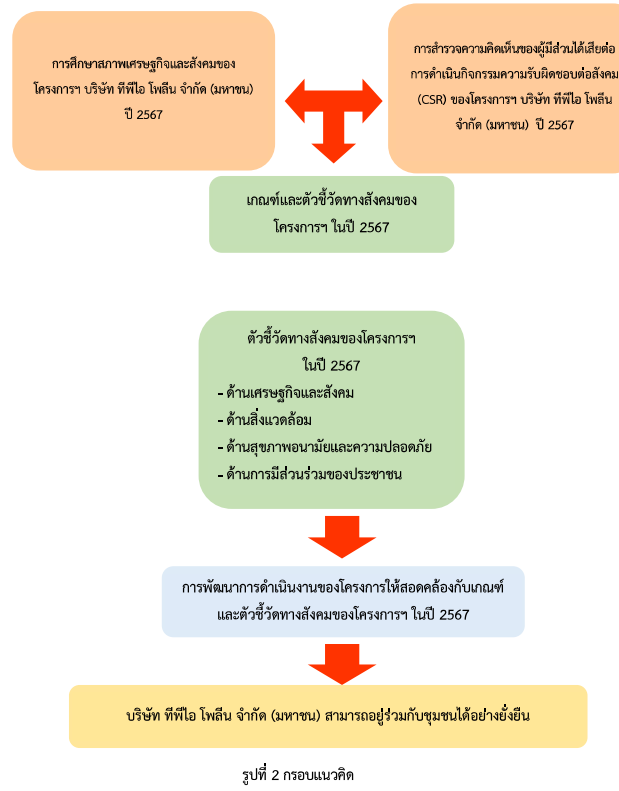 การศึกษาสภาพเศรษฐกิจและสังคมของ
โครงการฯ บริษัท ทีพีไอ โพลีน จำกัด (มหาชน)
ปี 2567
การสำรวจความคิดเห็นของผู้มีส่วนได้เสียต่อ
การดำเนินกิจกรรมความรับผิดชอบต่อสังคม
(CSR) ของโครงการฯ บริษัท ทีพีไอ โพลีน
จำกัด (มหาชน) ปี 2567
เกณฑ์และตัวชี้วัดทางสังคมของ
โครงการฯ ในปี 2567
ตัวชี้วัดทางสังคมของโครงการฯ
ในปี 2567
- ด้านเศรษฐกิจและสังคม
- ด้านสิ่งแวดล้อม
- ด้านสุขภาพอนามัยและความปลอดภัย
- ด้านการมีส่วนร่วมของประชาชน
การพัฒนาการดำเนินงานของโครงการให้สอดคล้องกับเกณฑ์
และตัวชี้วัดทางสังคมของโครงการฯ ในปี 2567
บริษัท ทีพีไอ โพลีน จำกัด (มหาชน) สามารถอยู่ร่วมกับชุมชนได้อย่างยั่งยืน
รูปที่ 2 กรอบแนวคิด